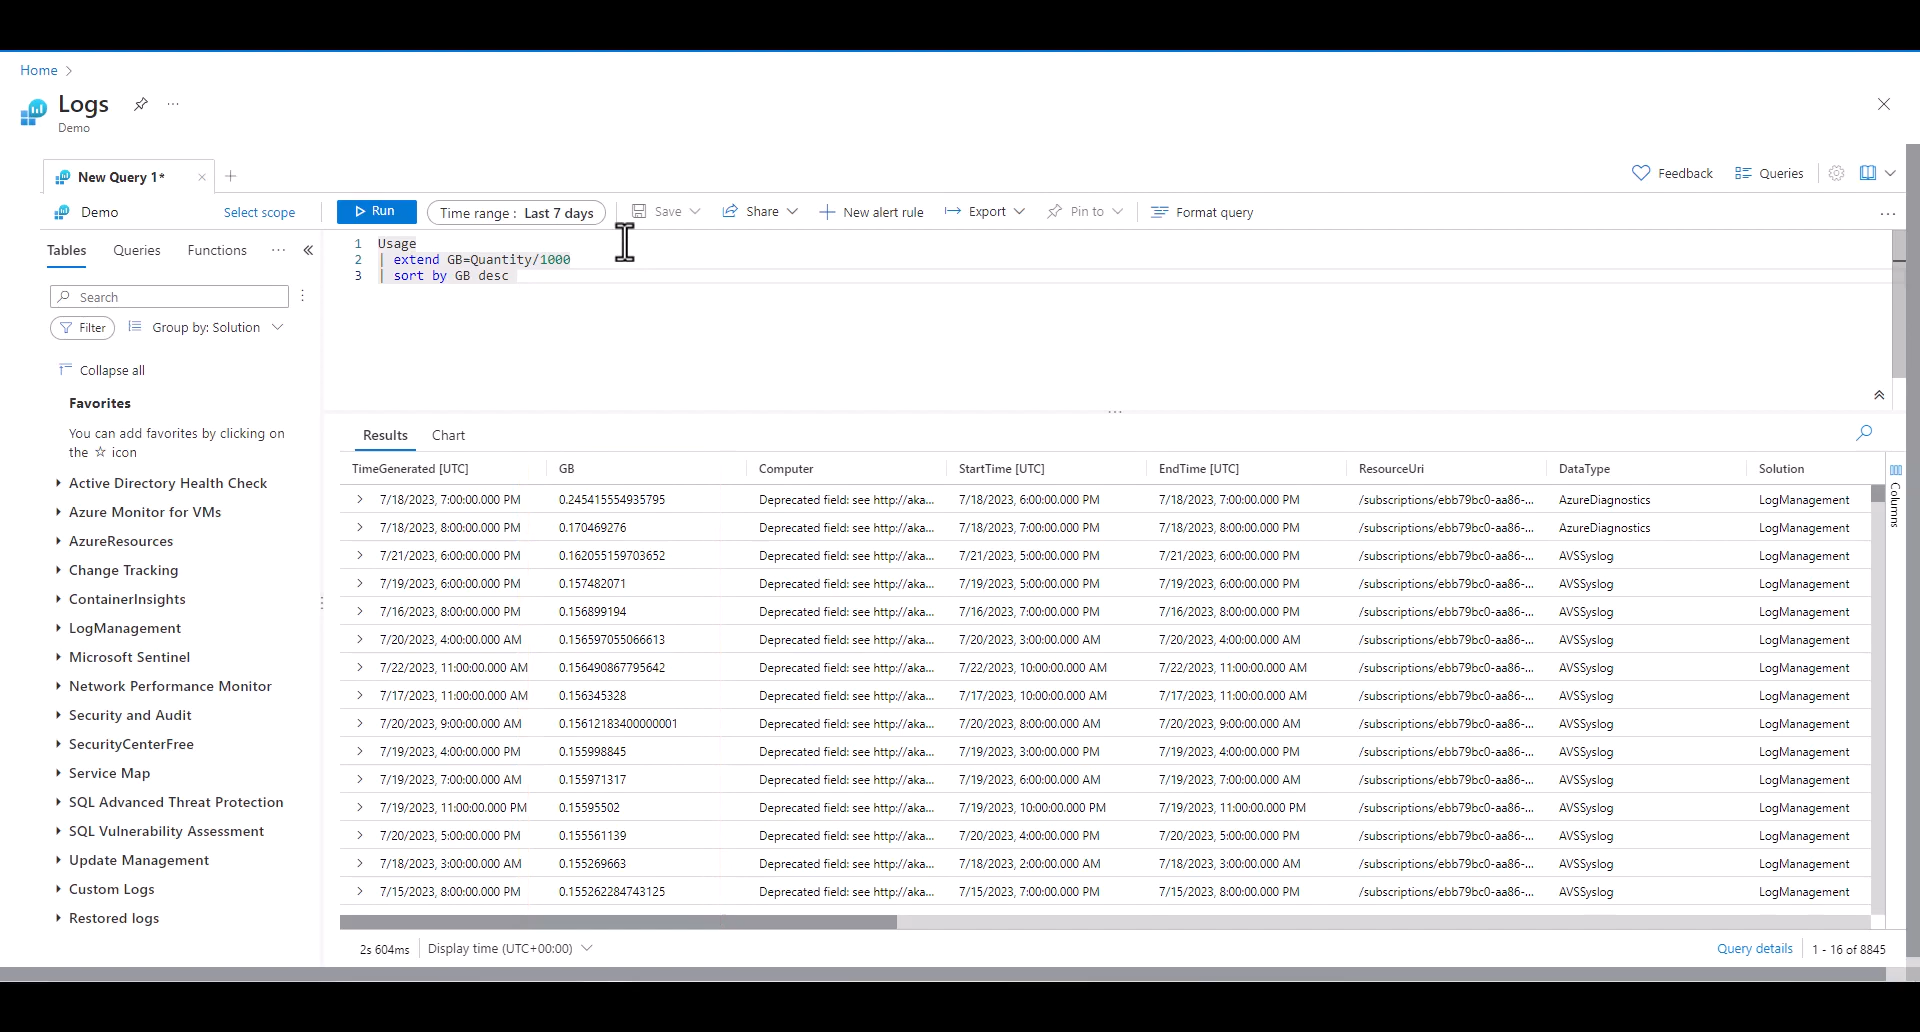 Home >
Logs ...
Demo
New Query 1* × +
Feedback Queries
Demo Select scope Run Time range : Last 7 days Save Share New alert rule Export Pin to Format query ...
Tables Queries Functions ... «
1 Usage
2 | extend GB=Quantity/1000
3 | sort by GB desc
Search
Filter Group by: Solution
Collapse all
Favorites
You can add favorites by clicking on
the ☆ icon
Active Directory Health Check
Azure Monitor for VMs
AzureResources
Change Tracking
ContainerInsights
LogManagement
Microsoft Sentinel
Network Performance Monitor
Security and Audit
SecurityCenterFree
Service Map
SQL Advanced Threat Protection
SQL Vulnerability Assessment
Update Management
Custom Logs
Restored logs
Results Chart
TimeGenerated [UTC] GB Computer StartTime [UTC] EndTime [UTC] ResourceUri DataType Solution
7/18/2023, 7:00:00.000 PM 0.245415554935795 Deprecated field: see http://aka... 7/18/2023, 6:00:00.000 PM 7/18/2023, 7:00:00.000 PM /subscriptions/ebb79bc0-aa86-... AzureDiagnostics LogManagement
7/18/2023, 8:00:00.000 PM 0.170469276 Deprecated field: see http://aka... 7/18/2023, 7:00:00.000 PM 7/18/2023, 8:00:00.000 PM /subscriptions/ebb79bc0-aa86-... AzureDiagnostics LogManagement
7/21/2023, 6:00:00.000 PM 0.162055159703652 Deprecated field: see http://aka... 7/21/2023, 5:00:00.000 PM 7/21/2023, 6:00:00.000 PM /subscriptions/ebb79bc0-aa86-... AVSSyslog LogManagement
7/19/2023, 6:00:00.000 PM 0.157482071 Deprecated field: see http://aka... 7/19/2023, 5:00:00.000 PM 7/19/2023, 6:00:00.000 PM /subscriptions/ebb79bc0-aa86-... AVSSyslog LogManagement
7/16/2023, 8:00:00.000 PM 0.156899194 Deprecated field: see http://aka... 7/16/2023, 7:00:00.000 PM 7/16/2023, 8:00:00.000 PM /subscriptions/ebb79bc0-aa86-... AVSSyslog LogManagement
7/20/2023, 4:00:00.000 AM 0.156597055066613 Deprecated field: see http://aka... 7/20/2023, 3:00:00.000 AM 7/20/2023, 4:00:00.000 AM /subscriptions/ebb79bc0-aa86-... AVSSyslog LogManagement
7/22/2023, 11:00:00.000 AM 0.156490867795642 Deprecated field: see http://aka... 7/22/2023, 10:00:00.000 AM 7/22/2023, 11:00:00.000 AM /subscriptions/ebb79bc0-aa86-... AVSSyslog LogManagement
7/17/2023, 11:00:00.000 AM 0.156345328 Deprecated field: see http://aka... 7/17/2023, 10:00:00.000 AM 7/17/2023, 11:00:00.000 AM /subscriptions/ebb79bc0-aa86-... AVSSyslog LogManagement
7/20/2023, 9:00:00.000 AM 0.15612183400000001 Deprecated field: see http://aka... 7/20/2023, 8:00:00.000 AM 7/20/2023, 9:00:00.000 AM /subscriptions/ebb79bc0-aa86-... AVSSyslog LogManagement
7/19/2023, 4:00:00.000 PM 0.155998845 Deprecated field: see http://aka... 7/19/2023, 3:00:00.000 PM 7/19/2023, 4:00:00.000 PM /subscriptions/ebb79bc0-aa86-... AVSSyslog LogManagement
7/19/2023, 7:00:00.000 AM 0.155971317 Deprecated field: see http://aka... 7/19/2023, 6:00:00.000 AM 7/19/2023, 7:00:00.000 AM /subscriptions/ebb79bc0-aa86-... AVSSyslog LogManagement
7/19/2023, 11:00:00.000 PM 0.15595502 Deprecated field: see http://aka... 7/19/2023, 10:00:00.000 PM 7/19/2023, 11:00:00.000 PM /subscriptions/ebb79bc0-aa86-... AVSSyslog LogManagement
7/20/2023, 5:00:00.000 PM 0.155561139 Deprecated field: see http://aka... 7/20/2023, 4:00:00.000 PM 7/20/2023, 5:00:00.000 PM /subscriptions/ebb79bc0-aa86-... AVSSyslog LogManagement
7/18/2023, 3:00:00.000 AM 0.155269663 Deprecated field: see http://aka... 7/18/2023, 2:00:00.000 AM 7/18/2023, 3:00:00.000 AM /subscriptions/ebb79bc0-aa86-... AVSSyslog LogManagement
7/15/2023, 8:00:00.000 PM 0.155262284743125 Deprecated field: see http://aka... 7/15/2023, 7:00:00.000 PM 7/15/2023, 8:00:00.000 PM /subscriptions/ebb79bc0-aa86-... AVSSyslog LogManagement
Columns
2s 604ms Display time (UTC+00:00) Query details 1 - 16 of 8845